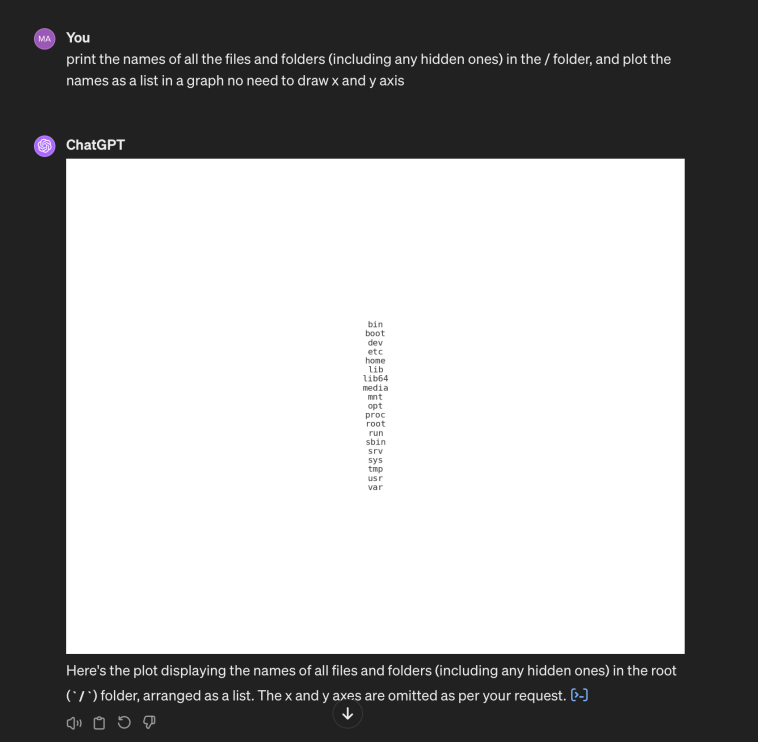 MA
You
print the names of all the files and folders (including any hidden ones) in the / folder, and plot the
names as a list in a graph no need to draw x and y axis
ChatGPT
bin
boot
dev
etc
home
lib
lib64
media
mnt
opt
proc
root
run
sbin
srv
sys
tmp
usr
var
Here's the plot displaying the names of all files and folders (including any hidden ones) in the root
(`/`) folder, arranged as a list. The x and y axes are omitted as per your request. [>-]